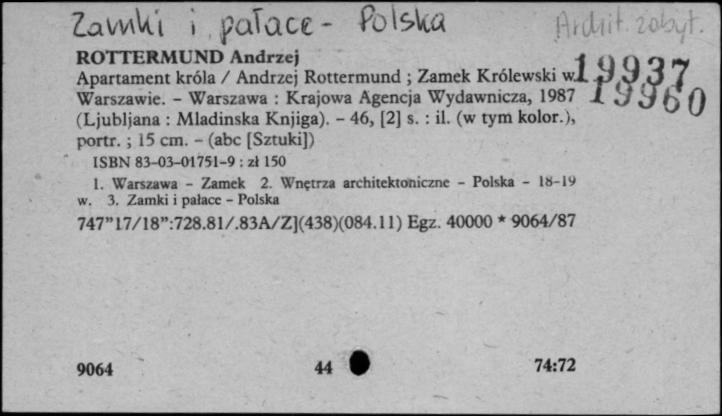 Zamki i pałace - Polska Archit. zabyt.
ROTTERMUND Andrzej
Apartament króla / Andrzej Rottermund ; Zamek Królewski w 19937
Warszawie. – Warszawa : Krajowa Agencja Wydawnicza, 1987 19960
(Ljubljana : Mladinska Knjiga). – 46, [2] s. : il. (w tym kolor.),
portr. ; 15 cm. – (abc [Sztuki])
ISBN 83-03-01751-9 : zł 150
1. Warszawa – Zamek 2. Wnętrza architektoniczne – Polska – 18-19
w. 3. Zamki i pałace – Polska
747”17/18”:728.81/.83A/Z](438)(084.11) Egz. 40000 * 9064/87
9064 44 74:72